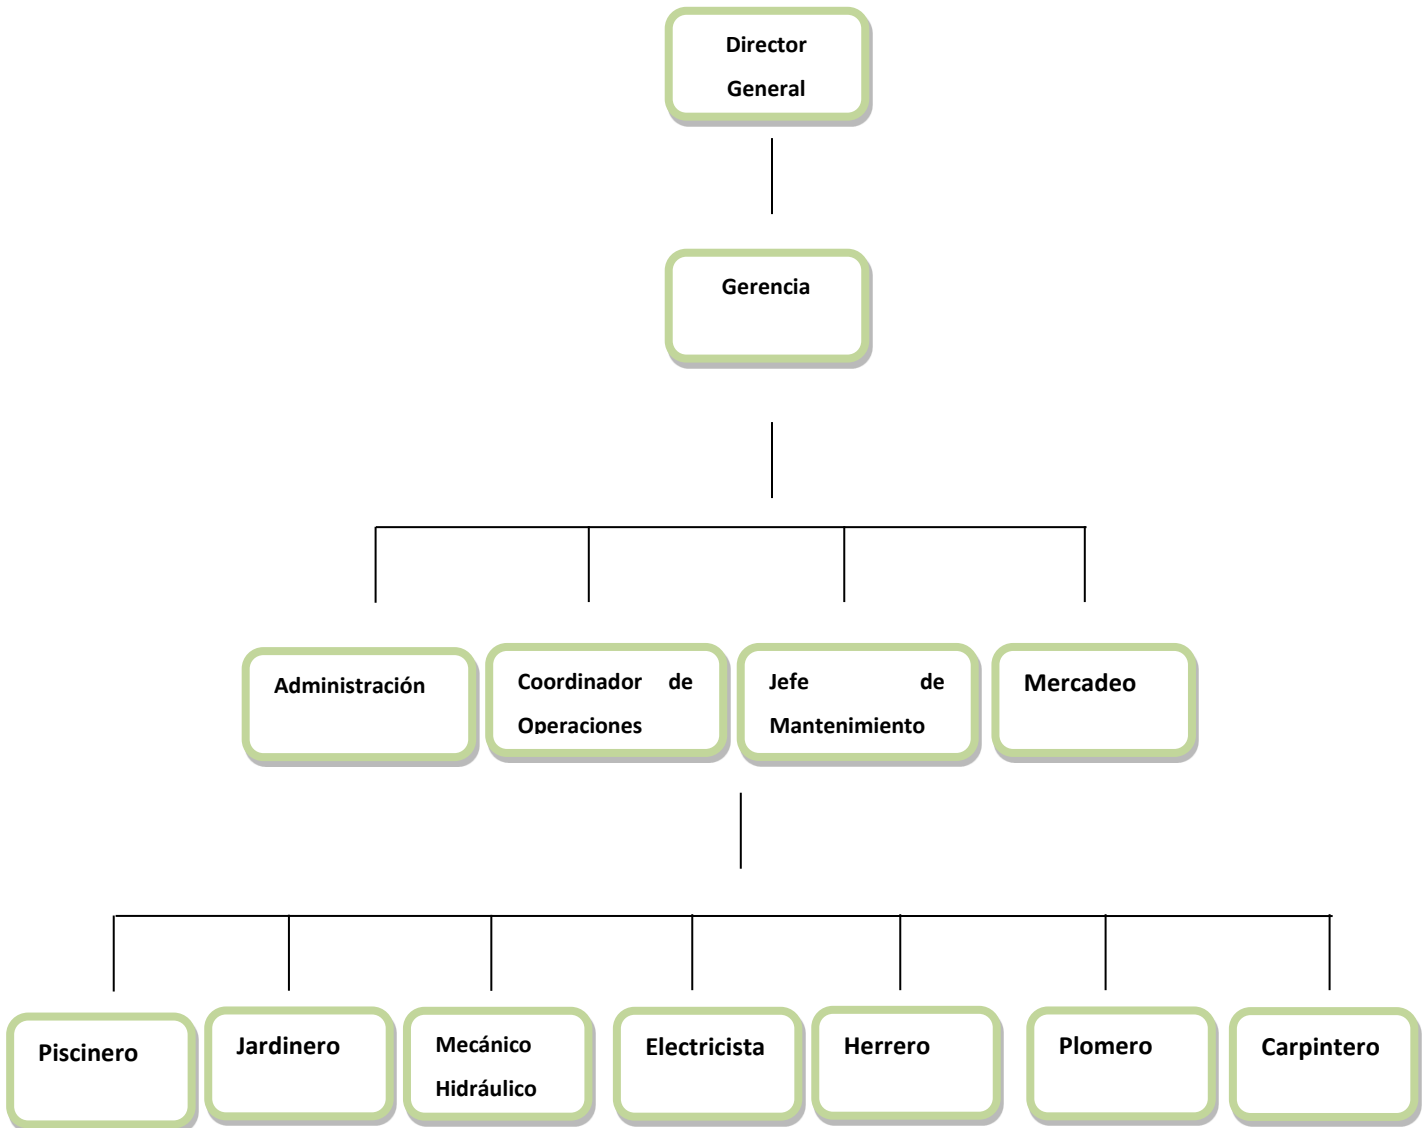 Director
General
Gerencia
Administración
Coordinador de
Operaciones
Jefe de
Mantenimiento
Mercadeo
Piscinero
Jardinero
Mecánico
Hidráulico
Electricista
Herrero
Plomero
Carpintero